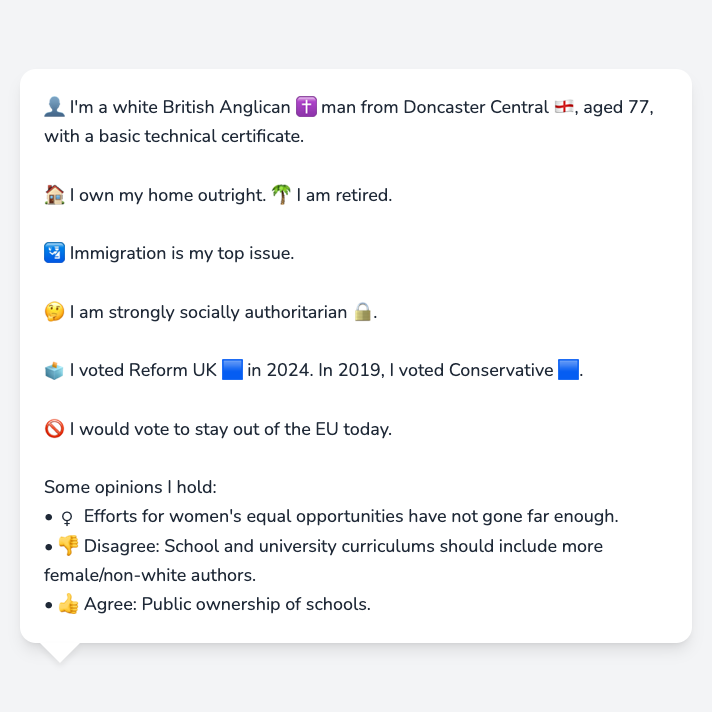 👤 I'm a white British Anglican ✝️ man from Doncaster Central 🏴󠁧󠁢󠁥󠁮󠁧󠁿, aged 77,
with a basic technical certificate.
🏠 I own my home outright. 🌴 I am retired.
🛂 Immigration is my top issue.
🤔 I am strongly socially authoritarian 🔒.
🗳️ I voted Reform UK 🟦 in 2024. In 2019, I voted Conservative 🟦.
🚫 I would vote to stay out of the EU today.
Some opinions I hold:
• ♀ Efforts for women's equal opportunities have not gone far enough.
• 👎 Disagree: School and university curriculums should include more
female/non-white authors.
• 👍 Agree: Public ownership of schools.